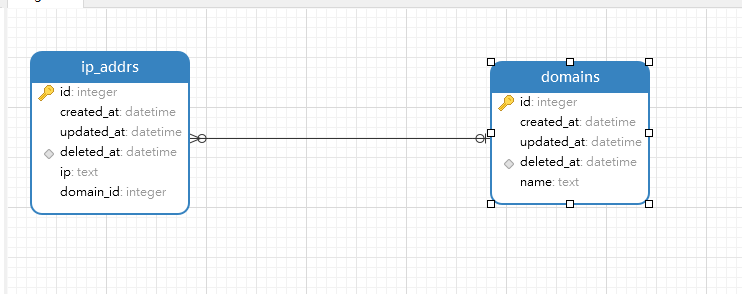 ip_addrs
id: integer
created_at: datetime
updated_at: datetime
deleted_at: datetime
ip: text
domain_id: integer
domains
id: integer
created_at: datetime
updated_at: datetime
deleted_at: datetime
name: text